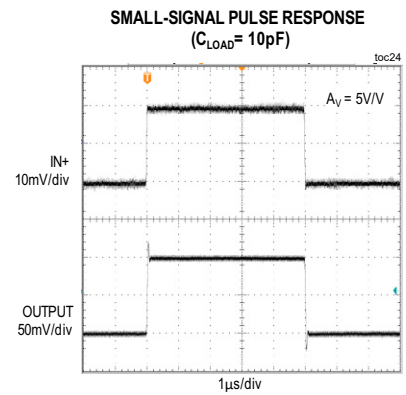 SMALL-SIGNAL PULSE RESPONSE
(CLOAD= 10pF)
toc24
T
AV = 5V/V
IN+
10mV/div
OUTPUT
50mV/div
1µs/div